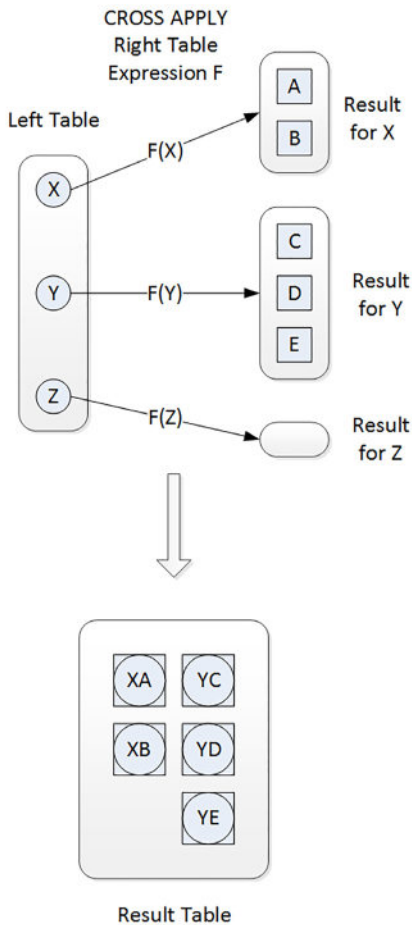 CROSS APPLY
Right Table
Expression F
Left Table
X
Y
Z
F(X)
F(Y)
F(Z)
A
B
Result
for X
C
D
E
Result
for Y
Result
for Z
XA YC
XB YD
YE
Result Table